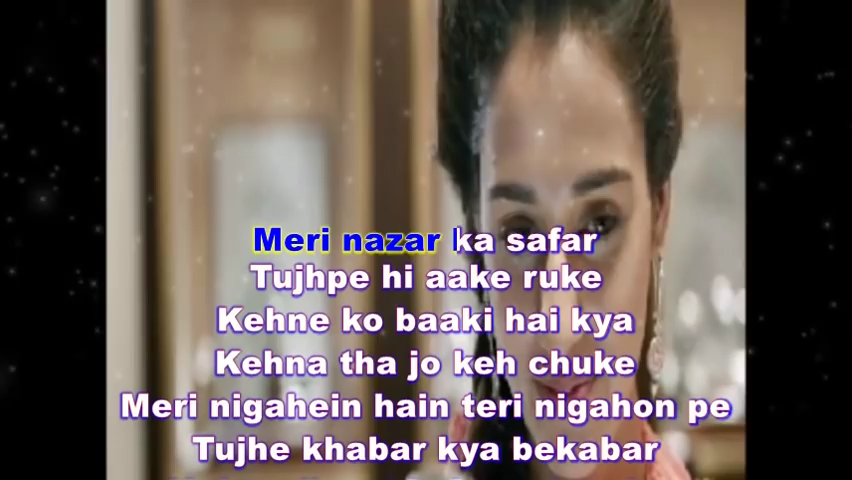 Meri nazar ka safar
Tujhpe hi aake ruke
Kehne ko baaki hai kya
Kehna tha jo keh chuke
Meri nigahein hain teri nigahon pe
Tujhe khabar kya bekabar